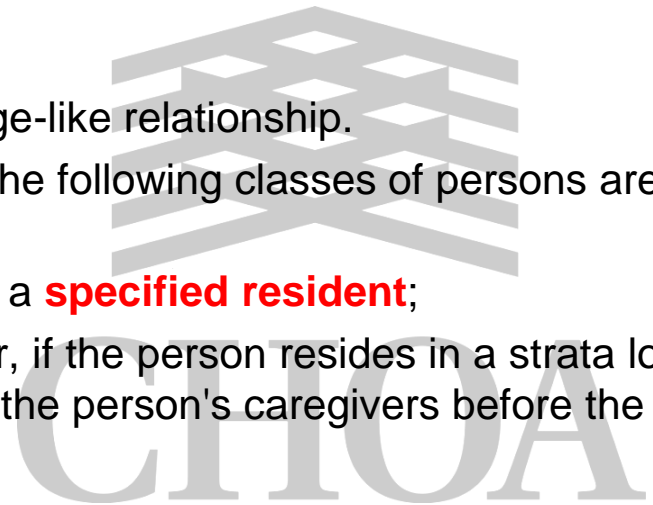 ge-like relationship.
he following classes of persons are
a specified resident;
r, if the person resides in a strata lo
the person's caregivers before the
CHOA